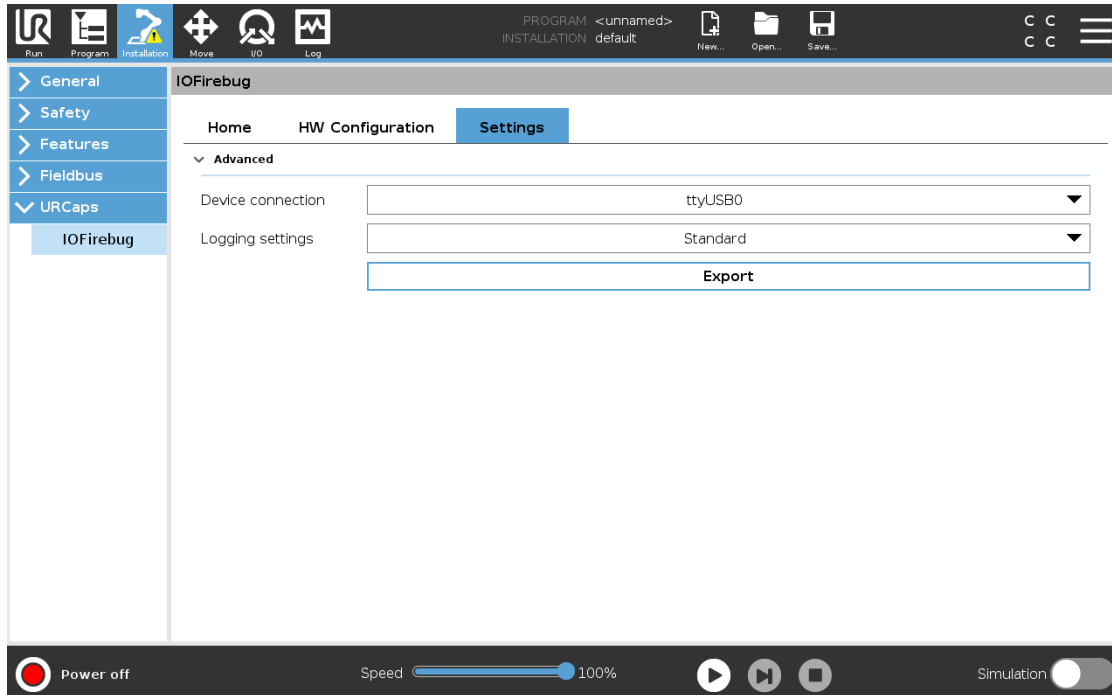 PROGRAM <unnamed>
INSTALLATION default
C C
C C
Run Program Installation Move I/O Log New... Open... Save...
General
IOFirebug
Safety
Home HW Configuration Settings
Features
Advanced
Fieldbus
Device connection ttyUSB0
URCaps
IOFirebug
Logging settings Standard
Export
Power off Speed 100% Simulation